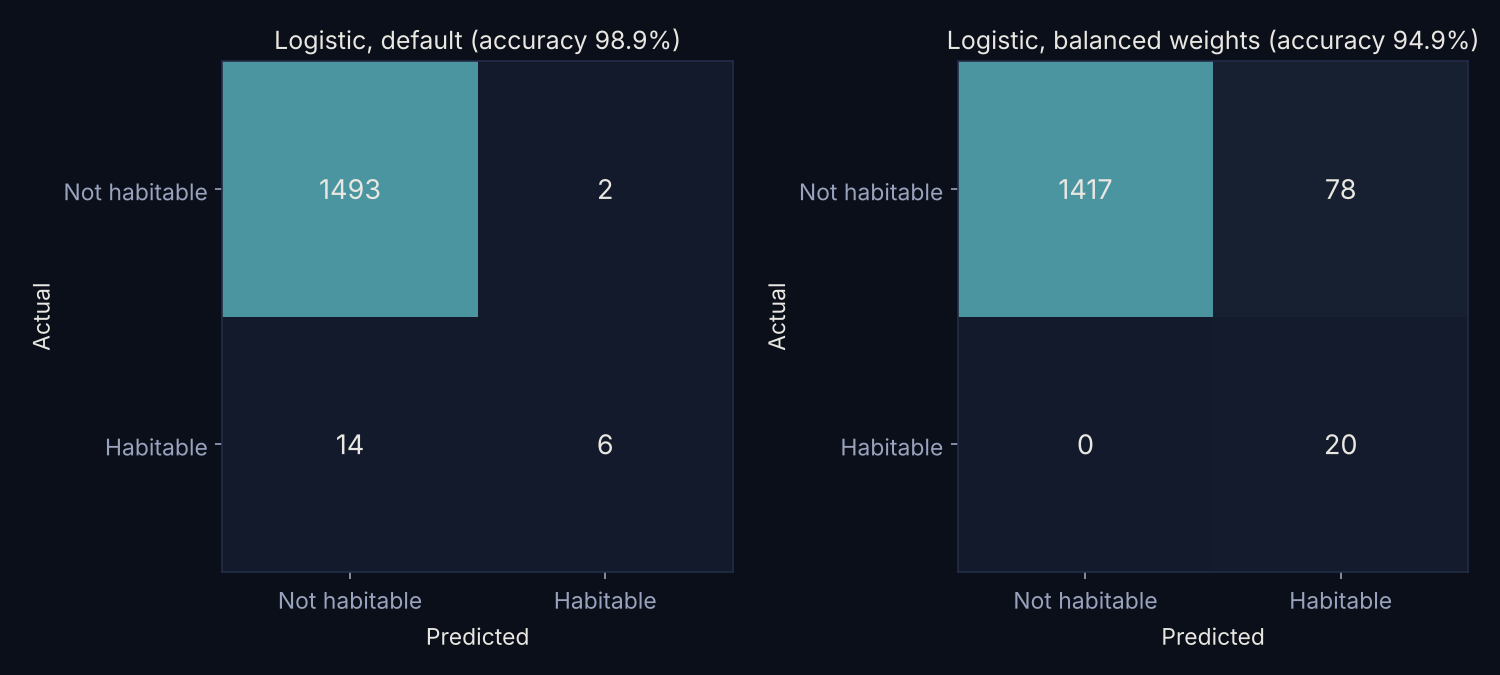 Logistic, default (accuracy 98.9%)
Not habitable
1493
2
Actual
Habitable
14
6
Not habitable
Habitable
Predicted
Logistic, balanced weights (accuracy 94.9%)
Not habitable
1417
78
Actual
Habitable
0
20
Not habitable
Habitable
Predicted